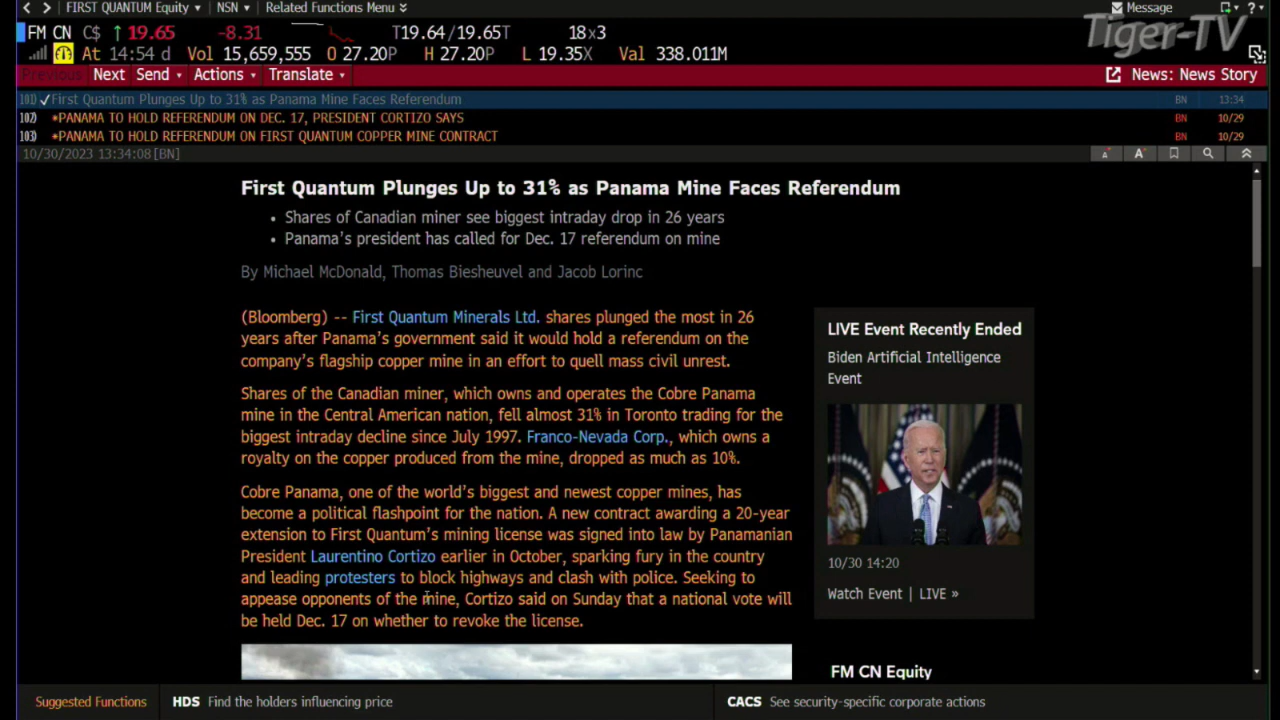 FIRST QUANTUM Equity NSN Related Functions Menu Message ?
Tiger-TV
FM CN C$ ↑ 19.65 -8.31 T19.64/19.65T 18x3
At 14:54 d Vol 15,659,555 O 27.20P H 27.20P L 19.35X Val 338.011M
Previous Next Send Actions Translate News: News Story
101) First Quantum Plunges Up to 31% as Panama Mine Faces Referendum BN 13:34
102) *PANAMA TO HOLD REFERENDUM ON DEC. 17, PRESIDENT CORTIZO SAYS BN 10/29
103) *PANAMA TO HOLD REFERENDUM ON FIRST QUANTUM COPPER MINE CONTRACT BN 10/29
10/30/2023 13:34:08 [BN] A A
First Quantum Plunges Up to 31% as Panama Mine Faces Referendum
• Shares of Canadian miner see biggest intraday drop in 26 years
• Panama's president has called for Dec. 17 referendum on mine
By Michael McDonald, Thomas Biesheuvel and Jacob Lorinc
(Bloomberg) -- First Quantum Minerals Ltd. shares plunged the most in 26
years after Panama's government said it would hold a referendum on the
company's flagship copper mine in an effort to quell mass civil unrest.
Shares of the Canadian miner, which owns and operates the Cobre Panama
mine in the Central American nation, fell almost 31% in Toronto trading for the
biggest intraday decline since July 1997. Franco-Nevada Corp., which owns a
royalty on the copper produced from the mine, dropped as much as 10%.
Cobre Panama, one of the world's biggest and newest copper mines, has
become a political flashpoint for the nation. A new contract awarding a 20-year
extension to First Quantum's mining license was signed into law by Panamanian
President Laurentino Cortizo earlier in October, sparking fury in the country
and leading protesters to block highways and clash with police. Seeking to
appease opponents of the mine, Cortizo said on Sunday that a national vote will
be held Dec. 17 on whether to revoke the license.
LIVE Event Recently Ended
Biden Artificial Intelligence
Event
10/30 14:20
Watch Event | LIVE »
FM CN Equity
Suggested Functions HDS Find the holders influencing price CACS See security-specific corporate actions